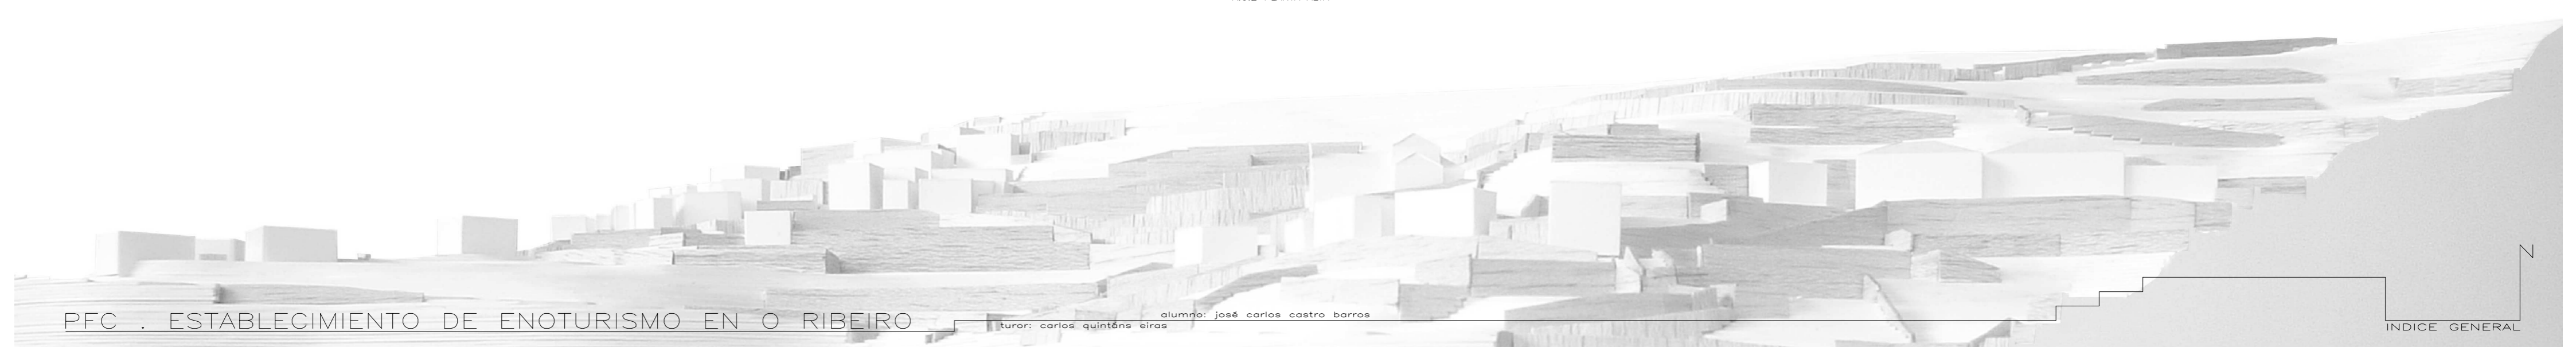 PFC . ESTABLECIMIENTO DE ENOTURISMO EN O RIBEIRO
alumno: josé carlos castro barros
turor: carlos quintáns eiras
N
INDICE GENERAL